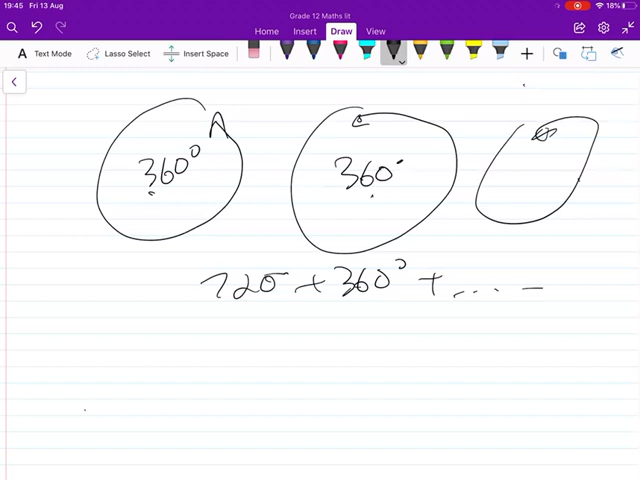 19:45 Fri 13 Aug
18%
Grade 12 Maths lit
Home Insert Draw View
A Text Mode Lasso Select Insert Space
360°
360°
720 + 360° + ....